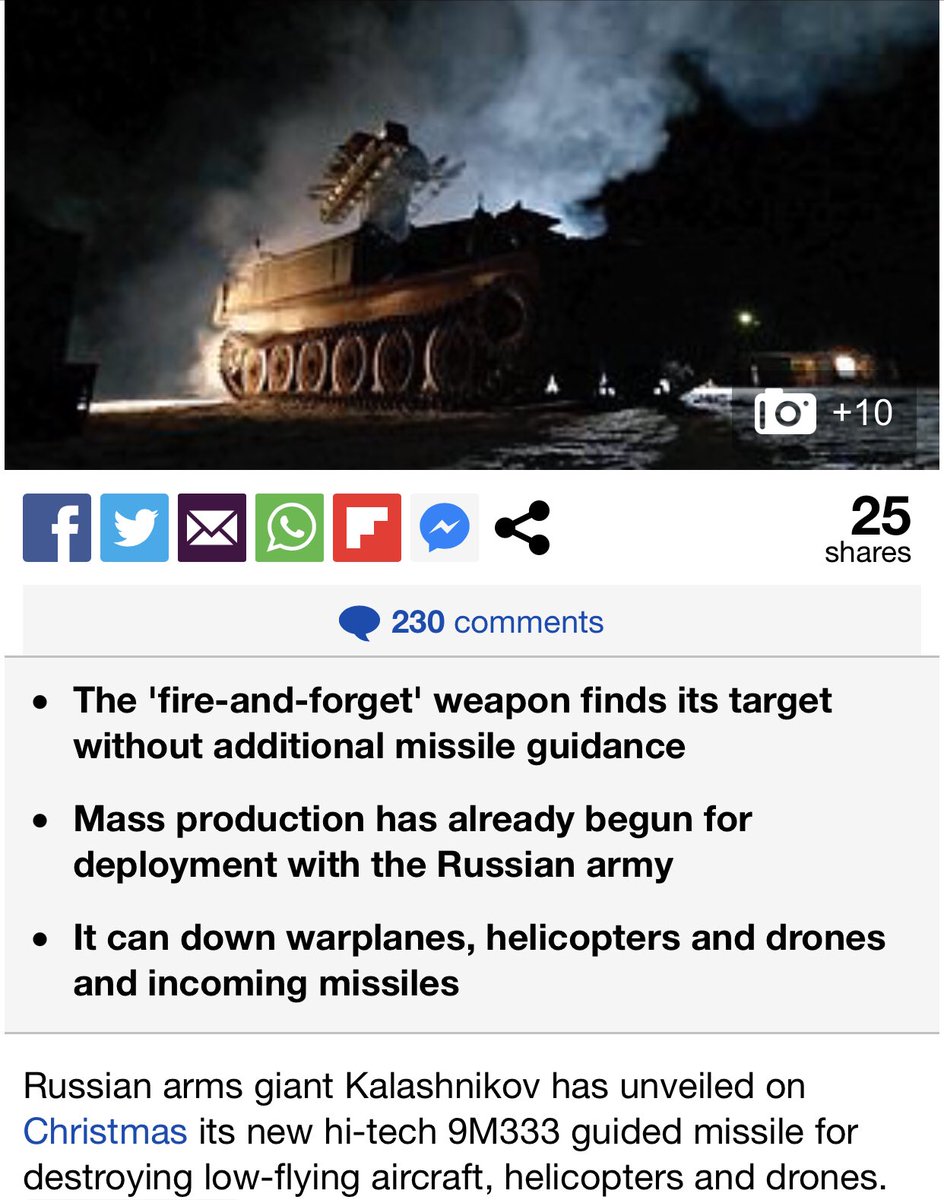 +10
25
shares
230 comments
• The 'fire-and-forget' weapon finds its target
without additional missile guidance
• Mass production has already begun for
deployment with the Russian army
• It can down warplanes, helicopters and drones
and incoming missiles
Russian arms giant Kalashnikov has unveiled on
Christmas its new hi-tech 9M333 guided missile for
destroying low-flying aircraft, helicopters and drones.